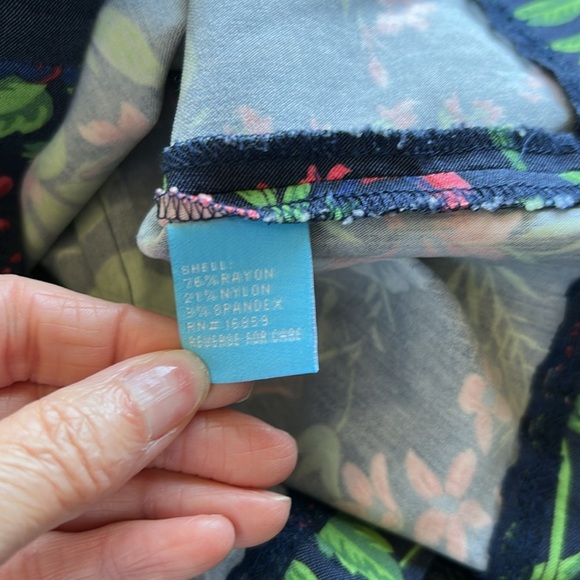 SHELL:
76% RAYON
21% NYLON
3% SPANDEX
RN# 16859
REVERSE FOR CARE